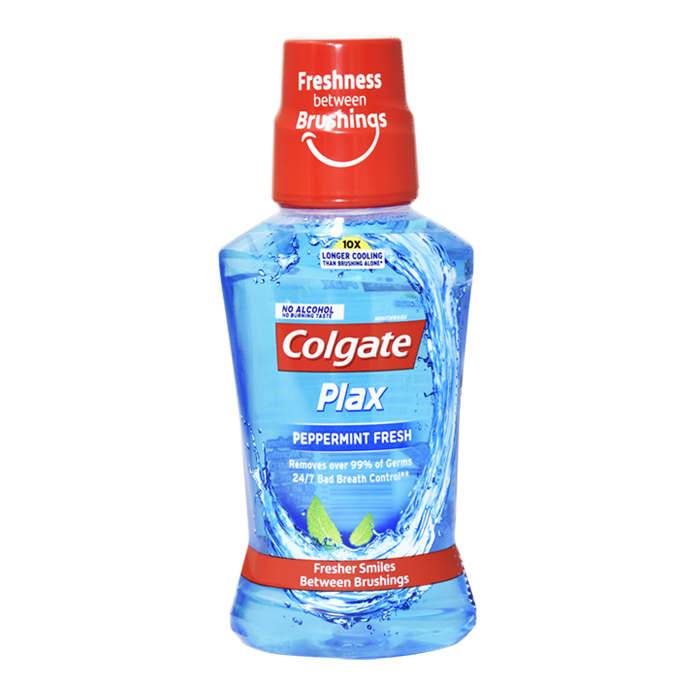 Freshness
between
Brushings
10X
LONGER COOLING
THAN BRUSHING ALONE*
NO ALCOHOL
NO BURNING TASTE
MOUTHWASH
Colgate
Plax
PEPPERMINT FRESH
Removes over 99% of Germs
24/7 Bad Breath Control**
Fresher Smiles
Between Brushings